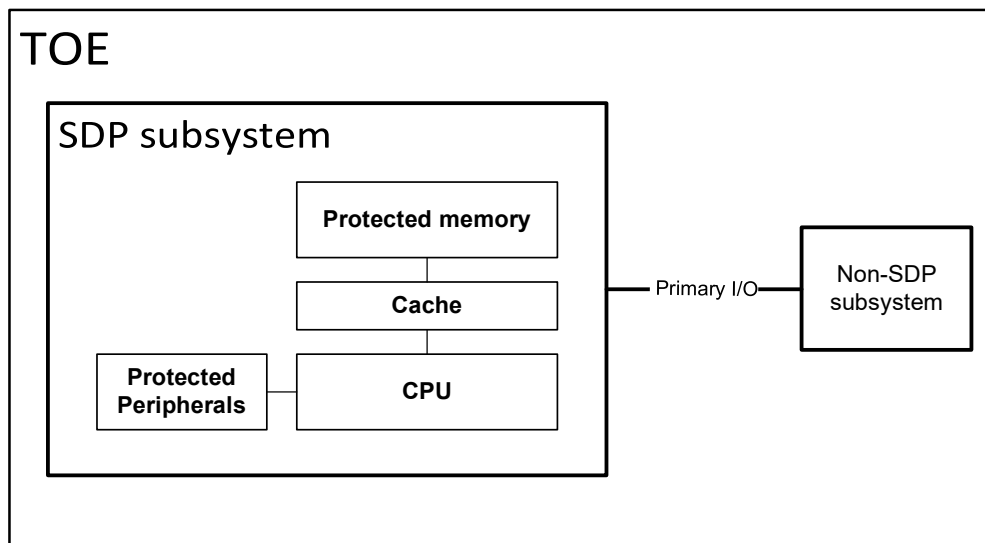 TOE
SDP subsystem
Protected memory
Cache
Protected
Peripherals
CPU
Primary I/O
Non-SDP
subsystem